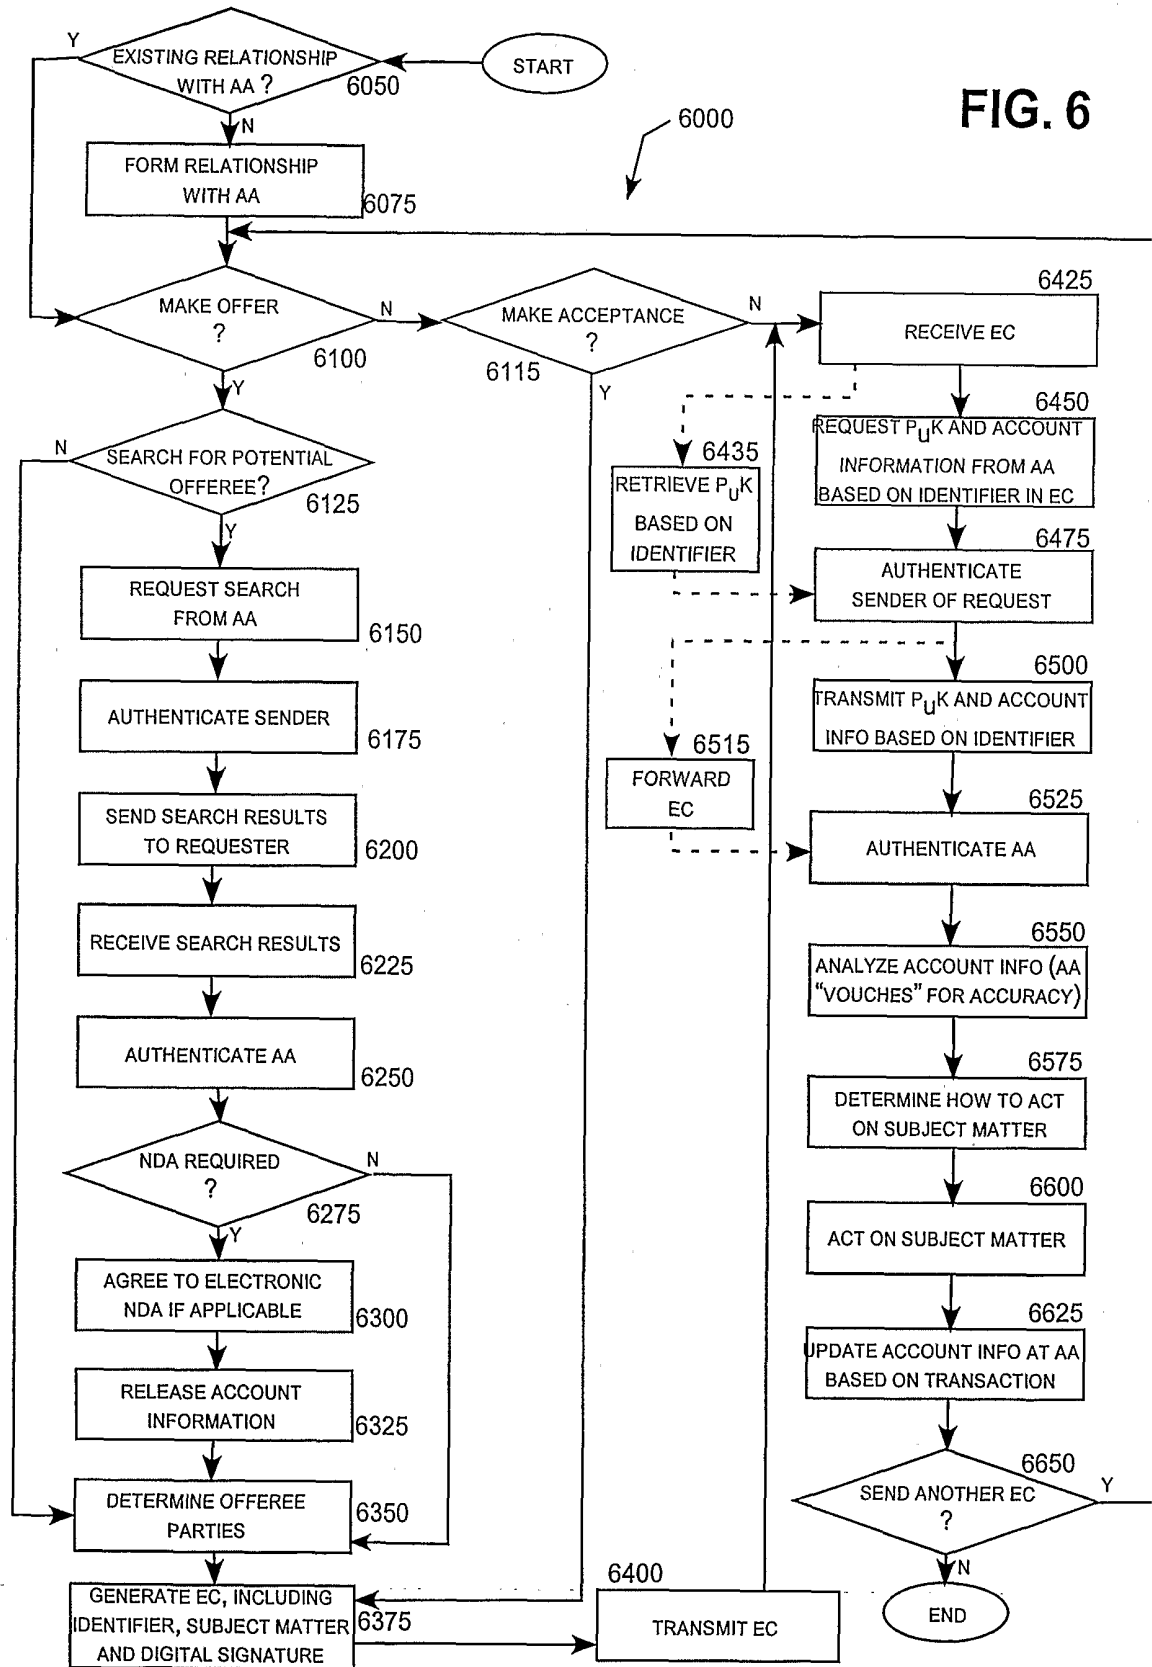 FIG. 6
6000
START
Y
EXISTING RELATIONSHIP
WITH AA ?
6050
N
FORM RELATIONSHIP
WITH AA
6075
MAKE OFFER
?
6100
N
Y
MAKE ACCEPTANCE
?
6115
N
Y
SEARCH FOR POTENTIAL
OFFEREE?
6125
N
Y
REQUEST SEARCH
FROM AA
6150
AUTHENTICATE SENDER
6175
SEND SEARCH RESULTS
TO REQUESTER
6200
RECEIVE SEARCH RESULTS
6225
AUTHENTICATE AA
6250
NDA REQUIRED
?
6275
N
Y
AGREE TO ELECTRONIC
NDA IF APPLICABLE
6300
RELEASE ACCOUNT
INFORMATION
6325
DETERMINE OFFEREE
PARTIES
6350
GENERATE EC, INCLUDING
IDENTIFIER, SUBJECT MATTER
AND DIGITAL SIGNATURE
6375
6400
TRANSMIT EC
6425
RECEIVE EC
6435
RETRIEVE PuK
BASED ON
IDENTIFIER
6450
REQUEST PuK AND ACCOUNT
INFORMATION FROM AA
BASED ON IDENTIFIER IN EC
6475
AUTHENTICATE
SENDER OF REQUEST
6500
TRANSMIT PuK AND ACCOUNT
INFO BASED ON IDENTIFIER
6515
FORWARD
EC
6525
AUTHENTICATE AA
6550
ANALYZE ACCOUNT INFO (AA
“VOUCHES” FOR ACCURACY)
6575
DETERMINE HOW TO ACT
ON SUBJECT MATTER
6600
ACT ON SUBJECT MATTER
6625
UPDATE ACCOUNT INFO AT AA
BASED ON TRANSACTION
6650
SEND ANOTHER EC
?
Y
N
END